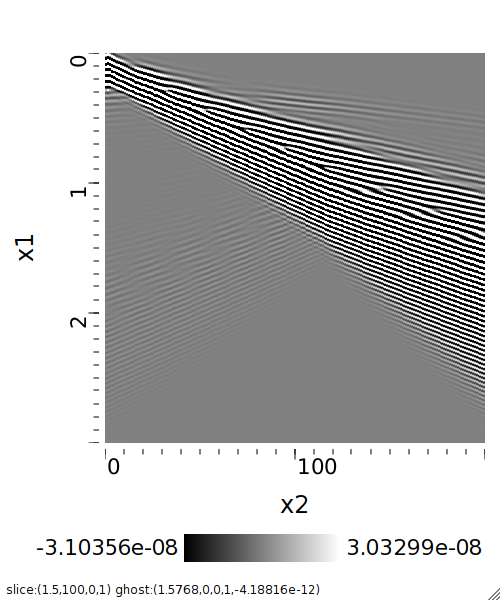 0
1
x1
2
0
100
x2
-3.10356e-08
3.03299e-08
slice:(1.5,100,0,1) ghost:(1.5768,0,0,1,-4.18816e-12)